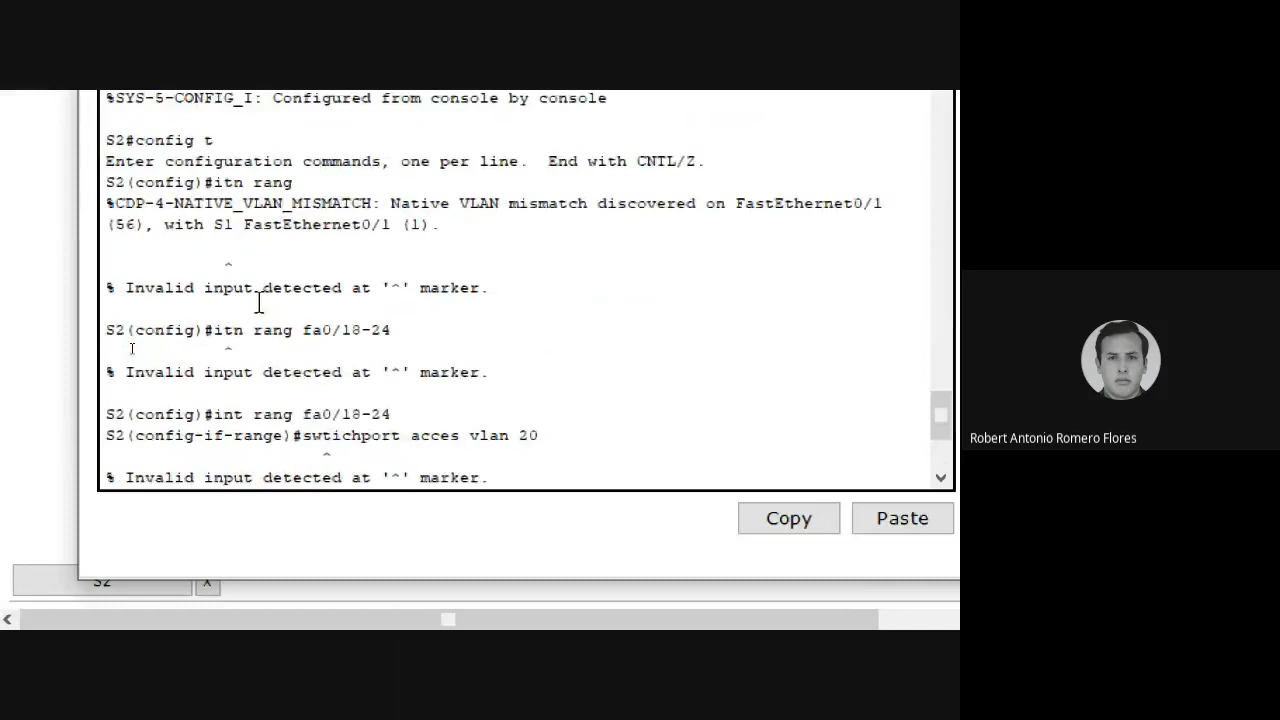 %SYS-5-CONFIG_I: Configured from console by console
S2#config t
Enter configuration commands, one per line.  End with CNTL/Z.
S2(config)#itn rang
%CDP-4-NATIVE_VLAN_MISMATCH: Native VLAN mismatch discovered on FastEthernet0/1
(56), with S1 FastEthernet0/1 (1).
^
% Invalid input detected at '^' marker.
S2(config)#itn rang fa0/18-24
^
% Invalid input detected at '^' marker.
S2(config)#int rang fa0/18-24
S2(config-if-range)#swtichport acces vlan 20
^
% Invalid input detected at '^' marker.
Copy
Paste
S2
X
Robert Antonio Romero Flores